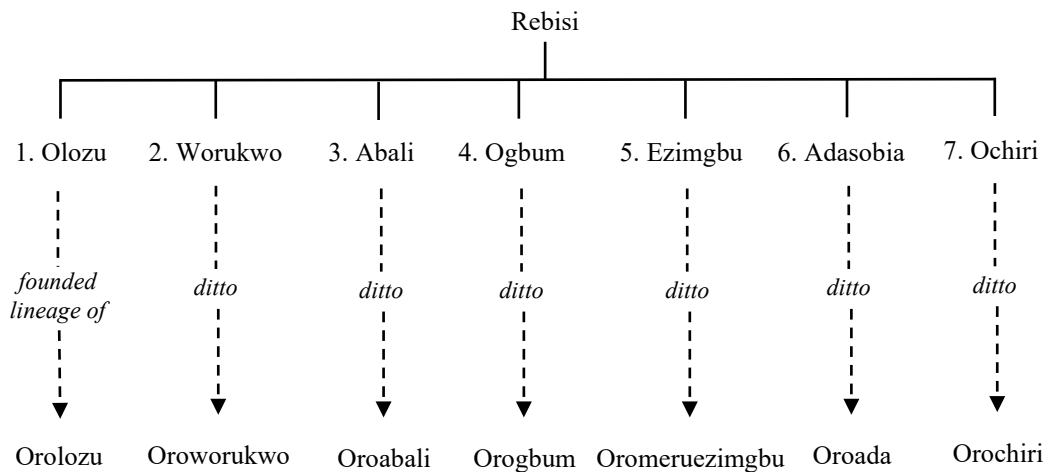 Rebisi
1. Olozu 2. Worukwo 3. Abali 4. Ogbum 5. Ezimgbu 6. Adasobia 7. Ochiri
founded
lineage of
ditto ditto ditto ditto ditto ditto
Orolozu Oroworukwo Oroabali Orogbum Oromeruezimgbu Oroada Orochiri